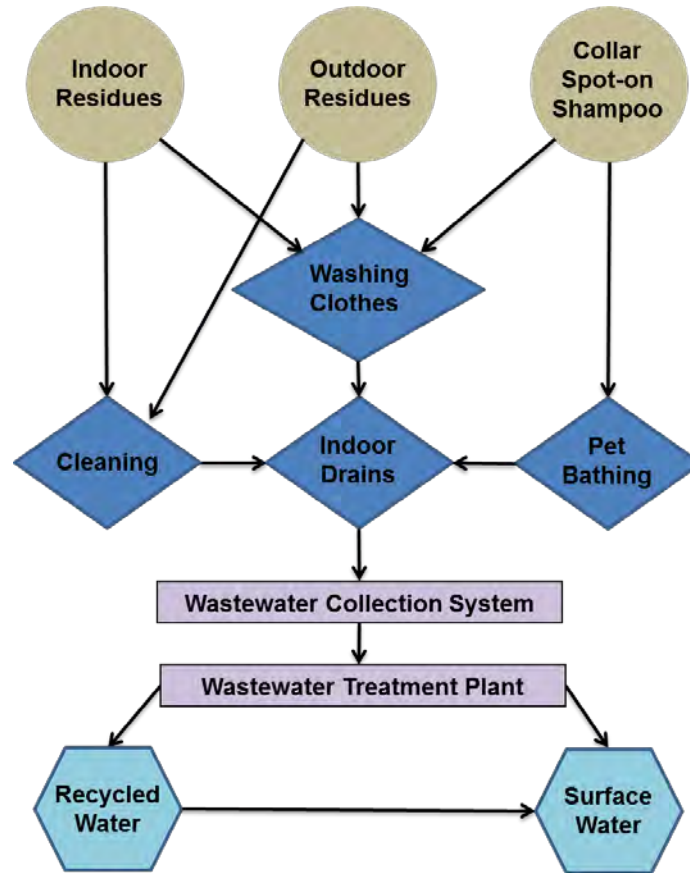 Indoor
Residues
Outdoor
Residues
Collar
Spot-on
Shampoo
Washing
Clothes
Cleaning
Indoor
Drains
Pet
Bathing
Wastewater Collection System
Wastewater Treatment Plant
Recycled
Water
Surface
Water